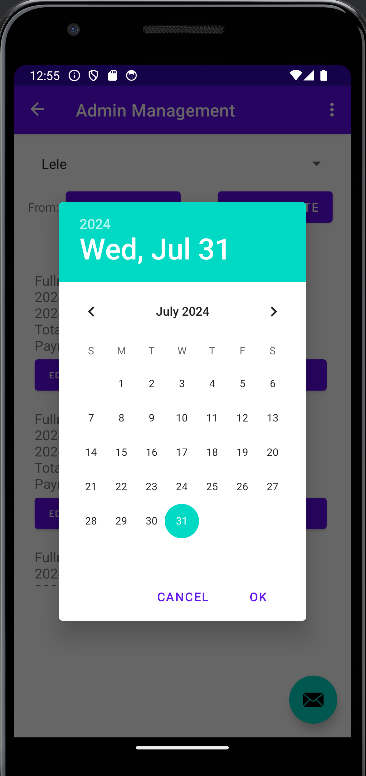 12:55
Admin Management
Lele
From:
TE
2024
Wed, Jul 31
July 2024
S M T W T F S
1 2 3 4 5 6
7 8 9 10 11 12 13
14 15 16 17 18 19 20
21 22 23 24 25 26 27
28 29 30 31
CANCEL OK
Full
202
202
Tota
Payr
ED
Full
202
202
Tota
Payr
ED
Full
202